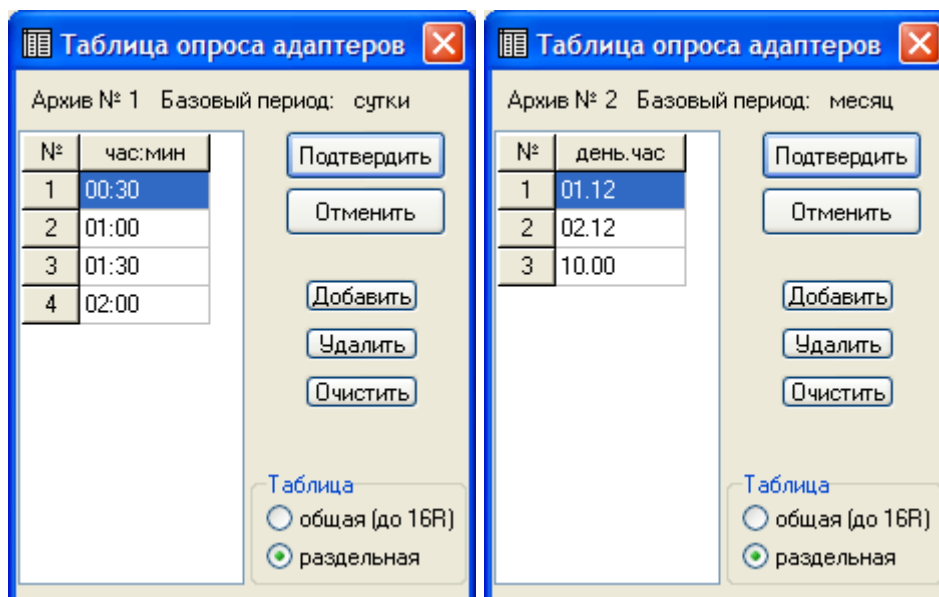 Таблица опроса адаптеров
Архив № 1 Базовый период: сутки
№ час:мин
1 00:30
2 01:00
3 01:30
4 02:00
Подтвердить
Отменить
Добавить
Удалить
Очистить
Таблица
общая (до 16R)
раздельная
Таблица опроса адаптеров
Архив № 2 Базовый период: месяц
№ день.час
1 01.12
2 02.12
3 10.00
Подтвердить
Отменить
Добавить
Удалить
Очистить
Таблица
общая (до 16R)
раздельная